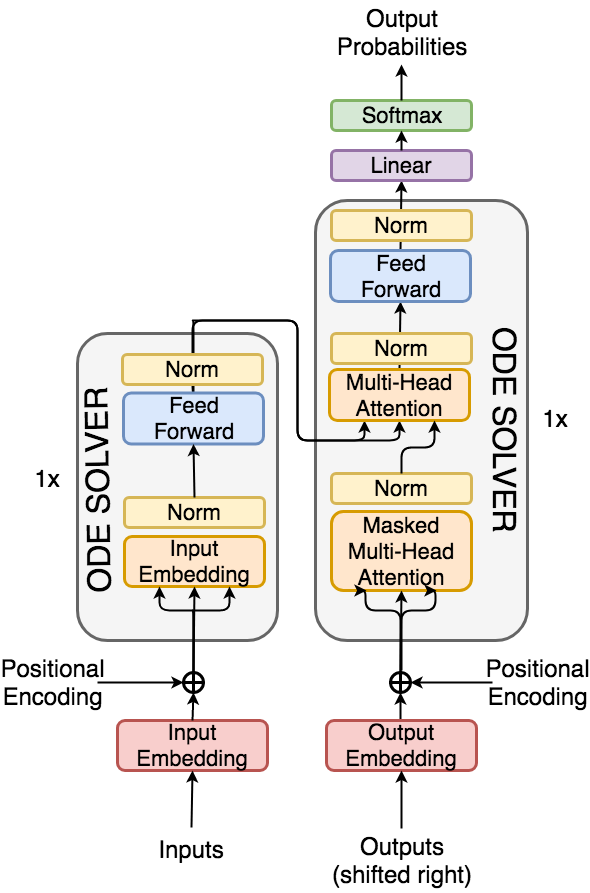 Output
Probabilities
Softmax
Linear
Norm
Feed
Forward
Norm
Multi-Head
Attention
Norm
Masked
Multi-Head
Attention
ODE SOLVER
1x
Norm
Feed
Forward
Norm
Input
Embedding
ODE SOLVER
1x
Positional
Encoding
Positional
Encoding
Input
Embedding
Output
Embedding
Inputs
Outputs
(shifted right)